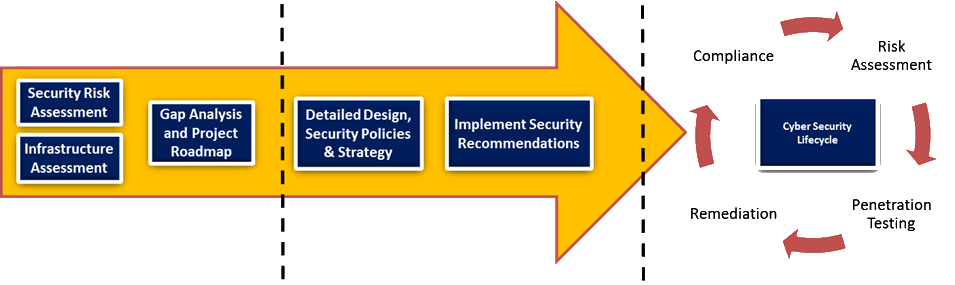 Security Risk
Assessment
Infrastructure
Assessment
Gap Analysis
and Project
Roadmap
Detailed Design,
Security Policies
& Strategy
Implement Security
Recommendations
Compliance
Risk
Assessment
Cyber Security
Lifecycle
Remediation
Penetration
Testing